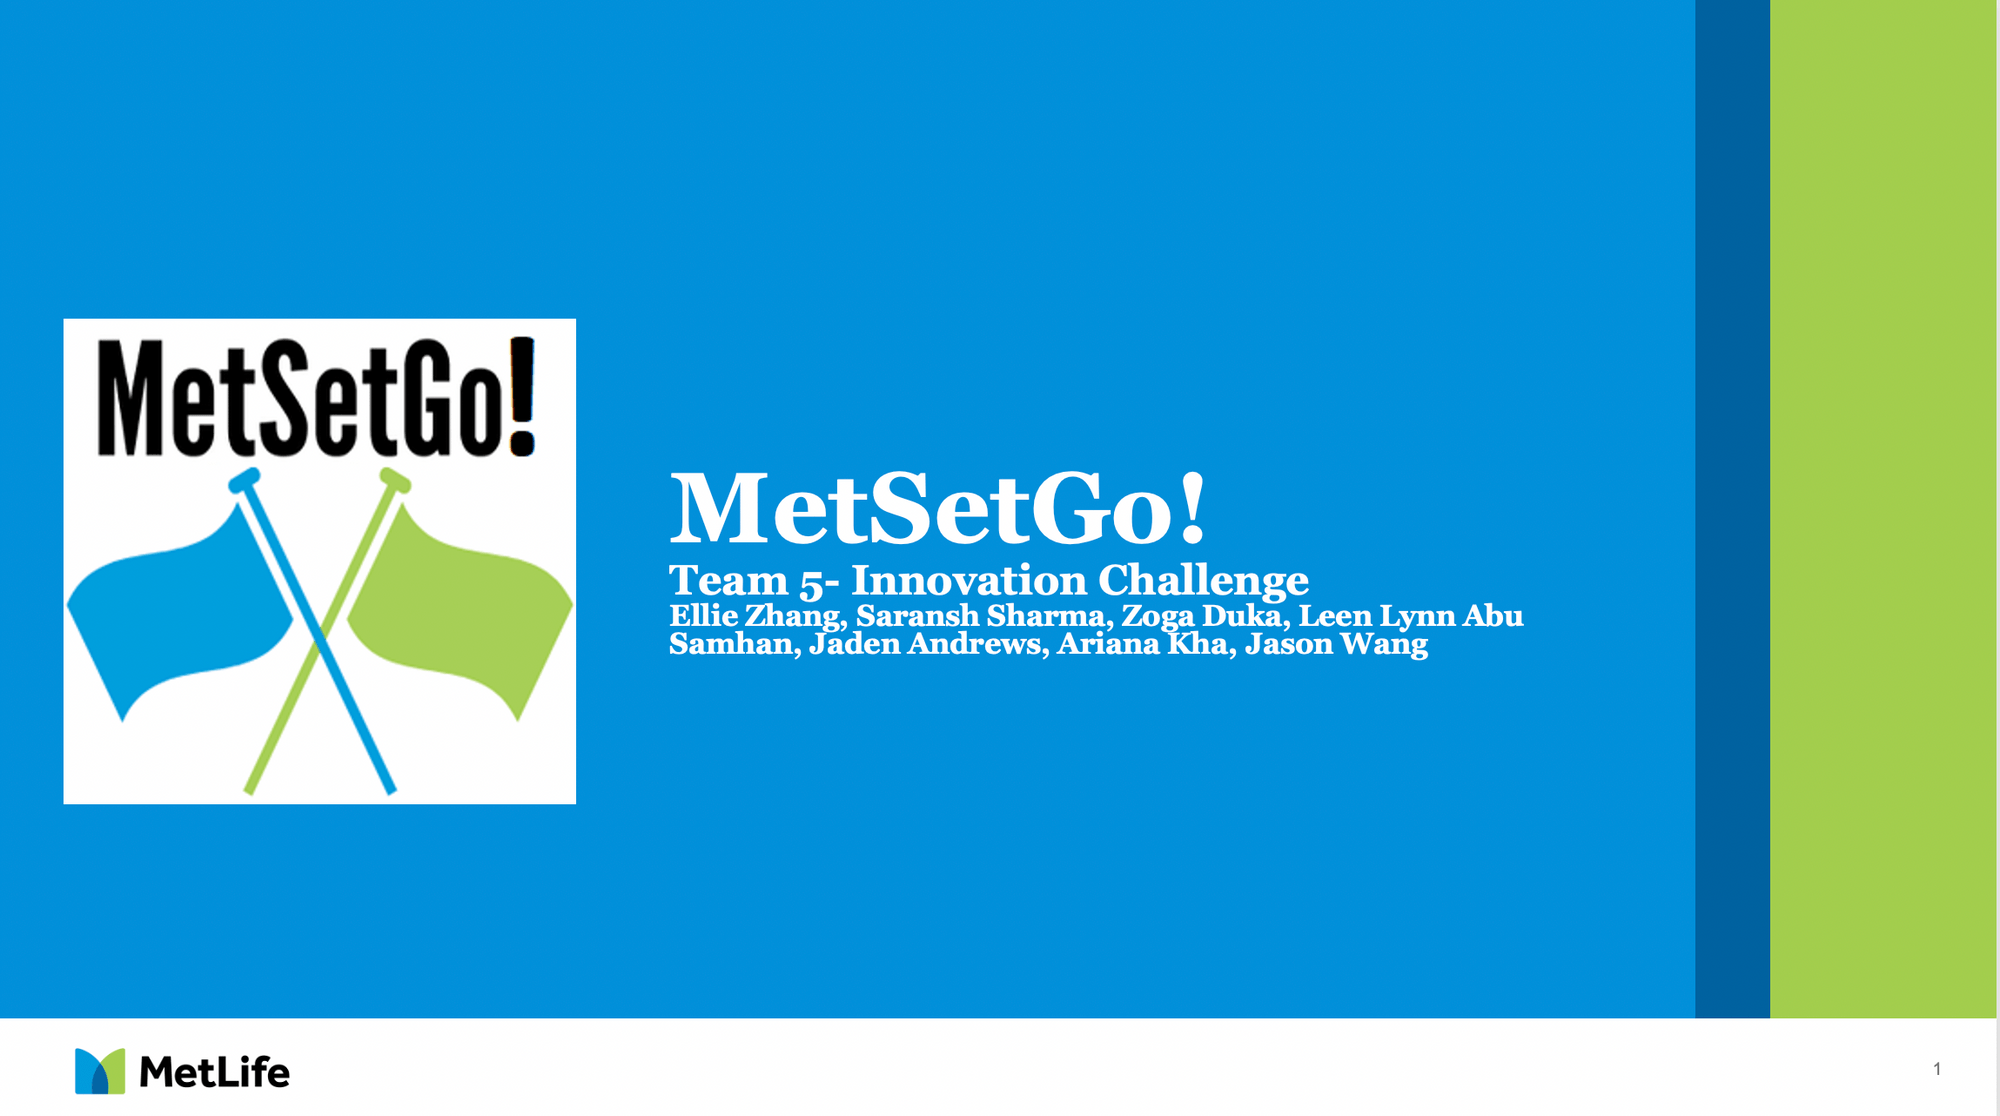 MetSetGo!
MetSetGo!
Team 5- Innovation Challenge
Ellie Zhang, Saransh Sharma, Zoga Duka, Leen Lynn Abu
Samhan, Jaden Andrews, Ariana Kha, Jason Wang
MetLife
1